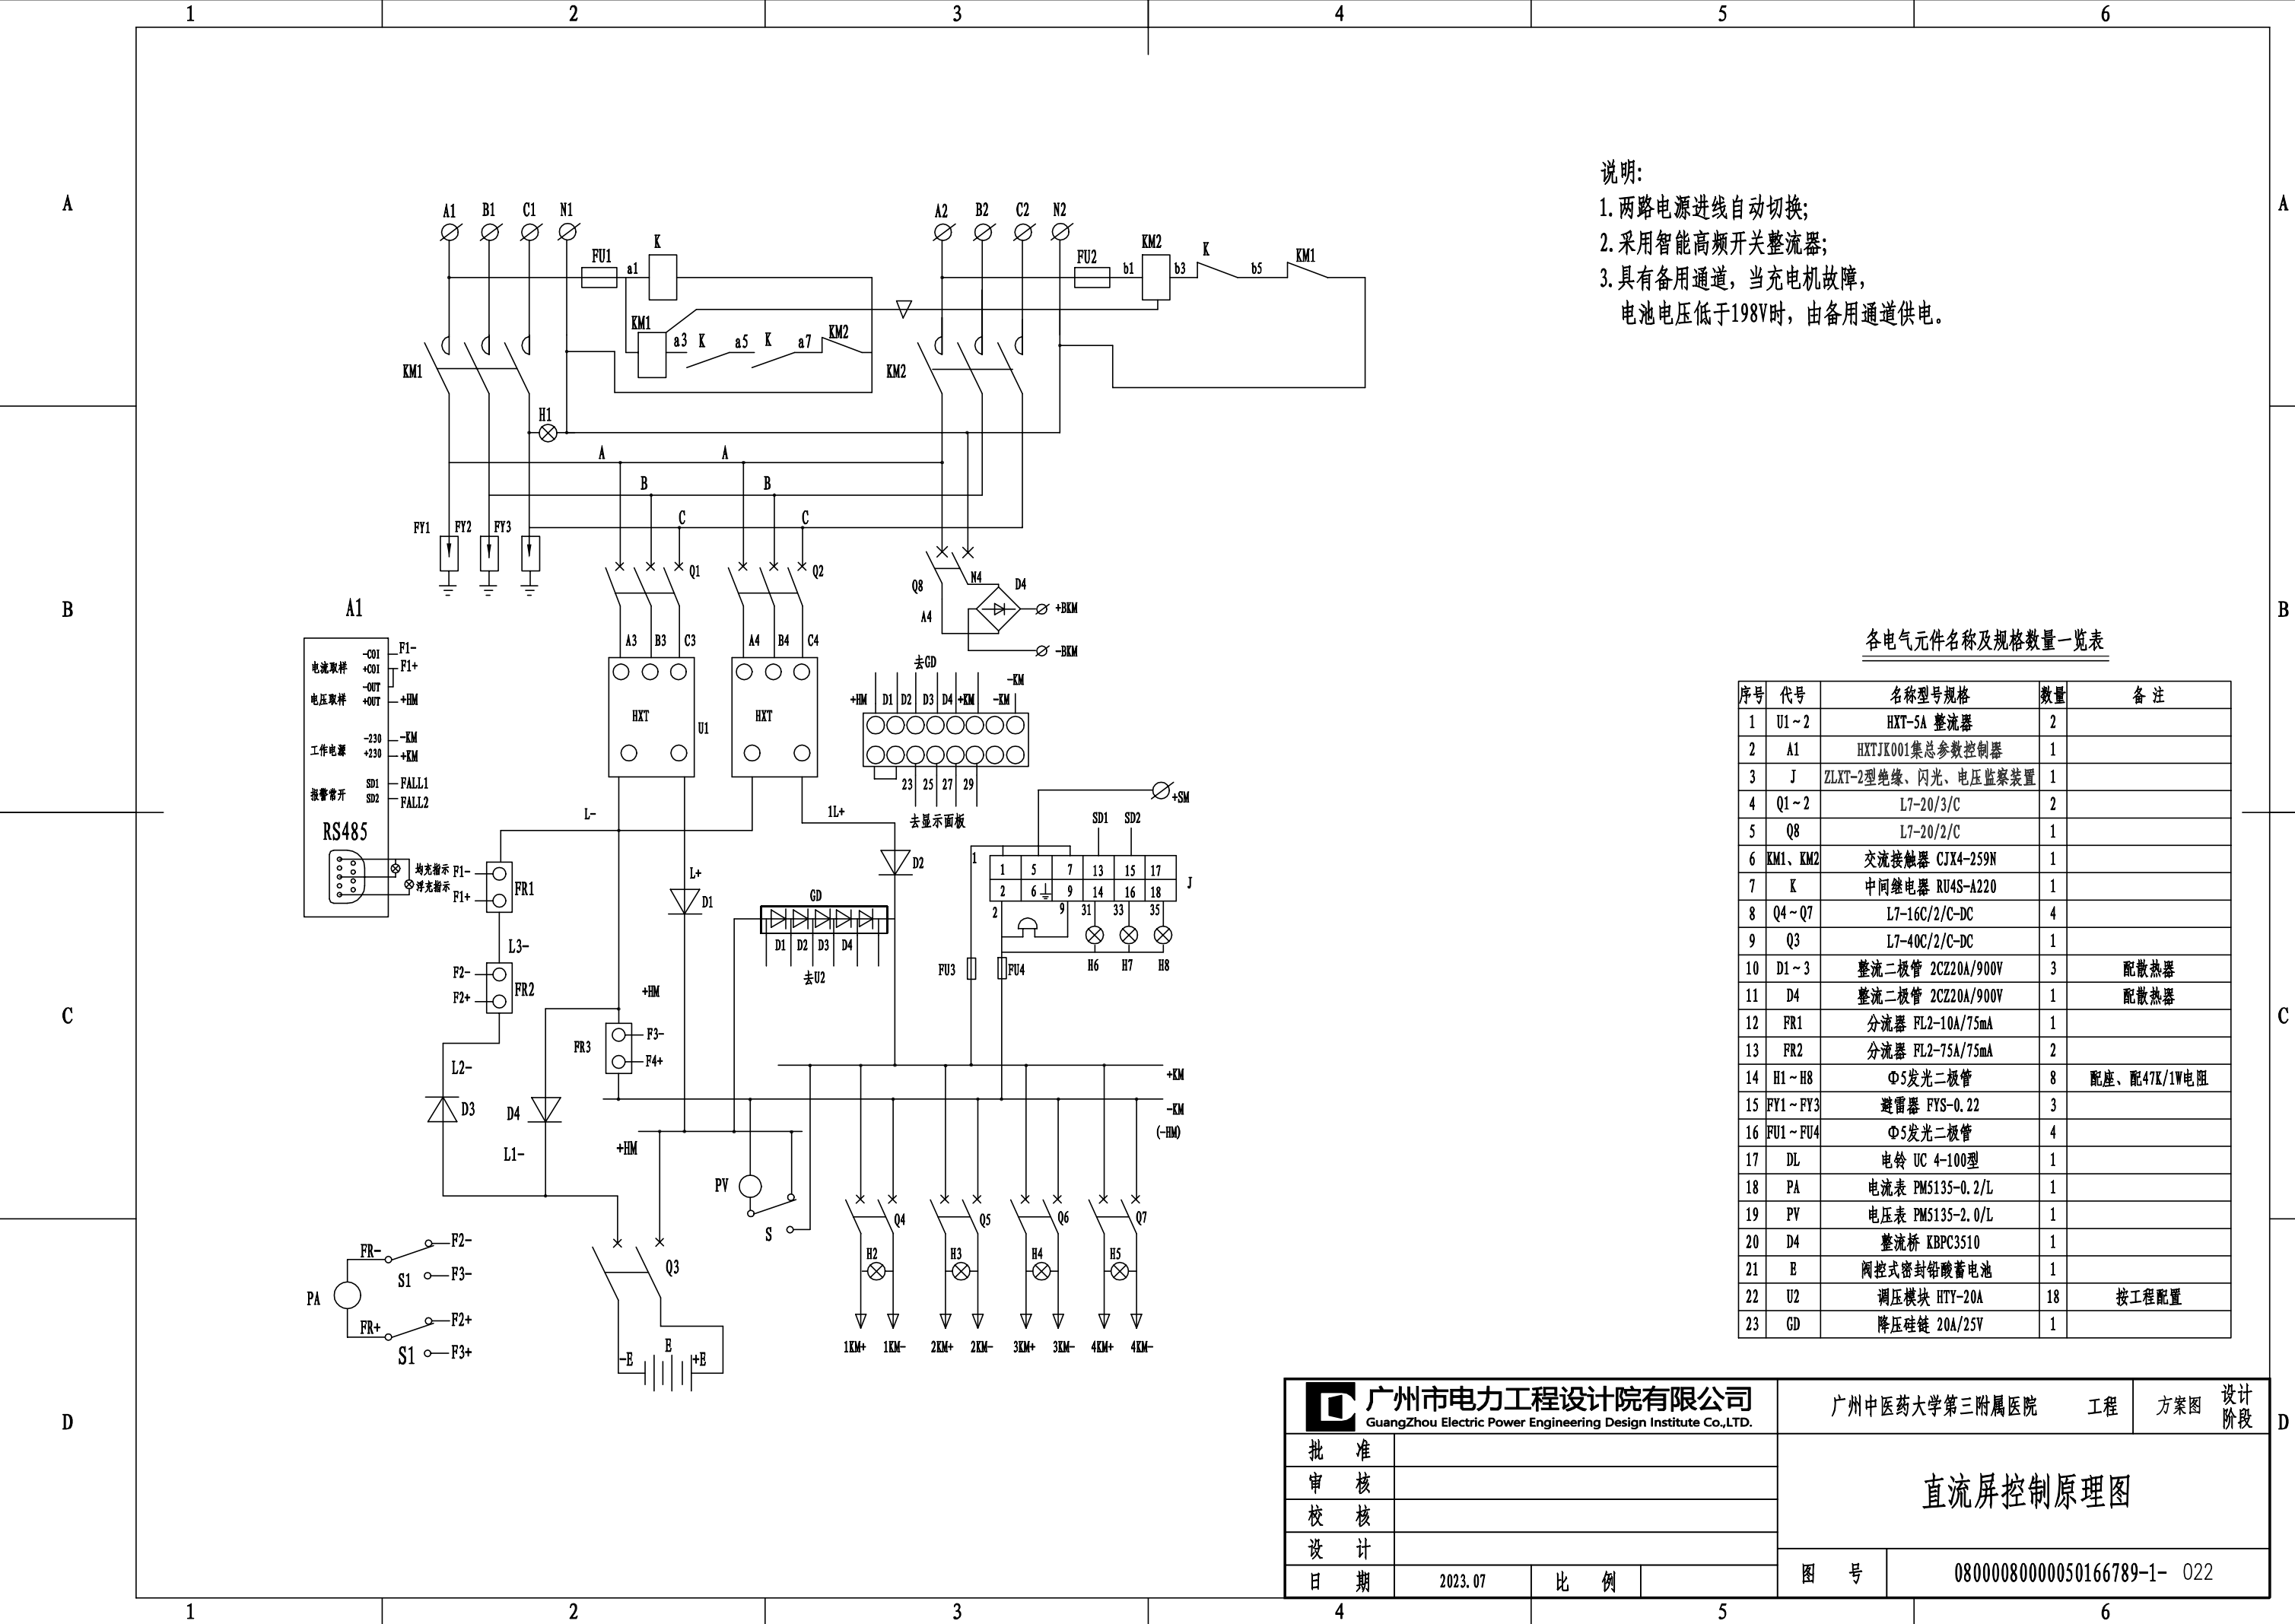 1 2 3 4 5 6
A A
B B
C C
D D
说明:
1.两路电源进线自动切换;
2.采用智能高频开关整流器;
3.具有备用通道，当充电机故障，
电池电压低于198V时，由备用通道供电。
A1 B1 C1 N1
FU1 a1 K
KM1 a3 K a5 K a7 KM2
KM1
H1
A2 B2 C2 N2
FU2 b1 KM2 b3 K b5 KM1
KM2
A A
B B
C C
FY1 FY2 FY3
Q1 Q2
Q8 N4 D4
A4
+BKM
-BKM
A3 B3 C3 A4 B4 C4
HXT HXT
U1
A1
电流取样 -COI F1-
+COI F1+
-OUT
电压取样 +OUT +HM
工作电源 -230 -KM
+230 +KM
报警常开 SD1 FALL1
SD2 FALL2
RS485
均充指示
浮充指示
F1-
F1+
FR1
L3-
F2-
F2+
FR2
L2-
D3
D4
L1-
去GD
-KM
+HM D1 D2 D3 D4 +KM -KM
23 25 27 29
去显示面板
L-
L+
1L+
D1
D2
GD
D1 D2 D3 D4
去U2
+SM
SD1 SD2
1
1 5 7 13 15 17
2 6 9 14 16 18
J
2 9 31 33 35
FU3 FU4 H6 H7 H8
+HM
FR3
F3-
F4+
+KM
-KM
(-HM)
+HM
PV
S
Q3
-E E +E
Q4 Q5 Q6 Q7
H2 H3 H4 H5
1KM+ 1KM- 2KM+ 2KM- 3KM+ 3KM- 4KM+ 4KM-
PA
FR- F2-
S1 F3-
FR+ F2+
S1 F3+
各电气元件名称及规格数量一览表
序号 代号 名称型号规格 数量 备 注
1 U1～2 HXT-5A 整流器 2
2 A1 HXTJK001集总参数控制器 1
3 J ZLXT-2型绝缘、闪光、电压监察装置 1
4 Q1～2 L7-20/3/C 2
5 Q8 L7-20/2/C 1
6 KM1、KM2 交流接触器 CJX4-259N 1
7 K 中间继电器 RU4S-A220 1
8 Q4～Q7 L7-16C/2/C-DC 4
9 Q3 L7-40C/2/C-DC 1
10 D1～3 整流二极管 2CZ20A/900V 3 配散热器
11 D4 整流二极管 2CZ20A/900V 1 配散热器
12 FR1 分流器 FL2-10A/75mA 1
13 FR2 分流器 FL2-75A/75mA 2
14 H1～H8 Φ5发光二极管 8 配座、配47K/1W电阻
15 FY1～FY3 避雷器 FYS-0.22 3
16 FU1～FU4 Φ5发光二极管 4
17 DL 电铃 UC 4-100型 1
18 PA 电流表 PM5135-0.2/L 1
19 PV 电压表 PM5135-2.0/L 1
20 D4 整流桥 KBPC3510 1
21 E 阀控式密封铅酸蓄电池 1
22 U2 调压模块 HTY-20A 18 按工程配置
23 GD 降压硅链 20A/25V 1
广州市电力工程设计院有限公司
GuangZhou Electric Power Engineering Design Institute Co.,LTD.
广州中医药大学第三附属医院 工程 方案图 设计
阶段
批 准
审 核
校 核
设 计
日 期 2023.07 比 例
直流屏控制原理图
图 号 08000080000050166789-1- 022
1 2 3 4 5 6